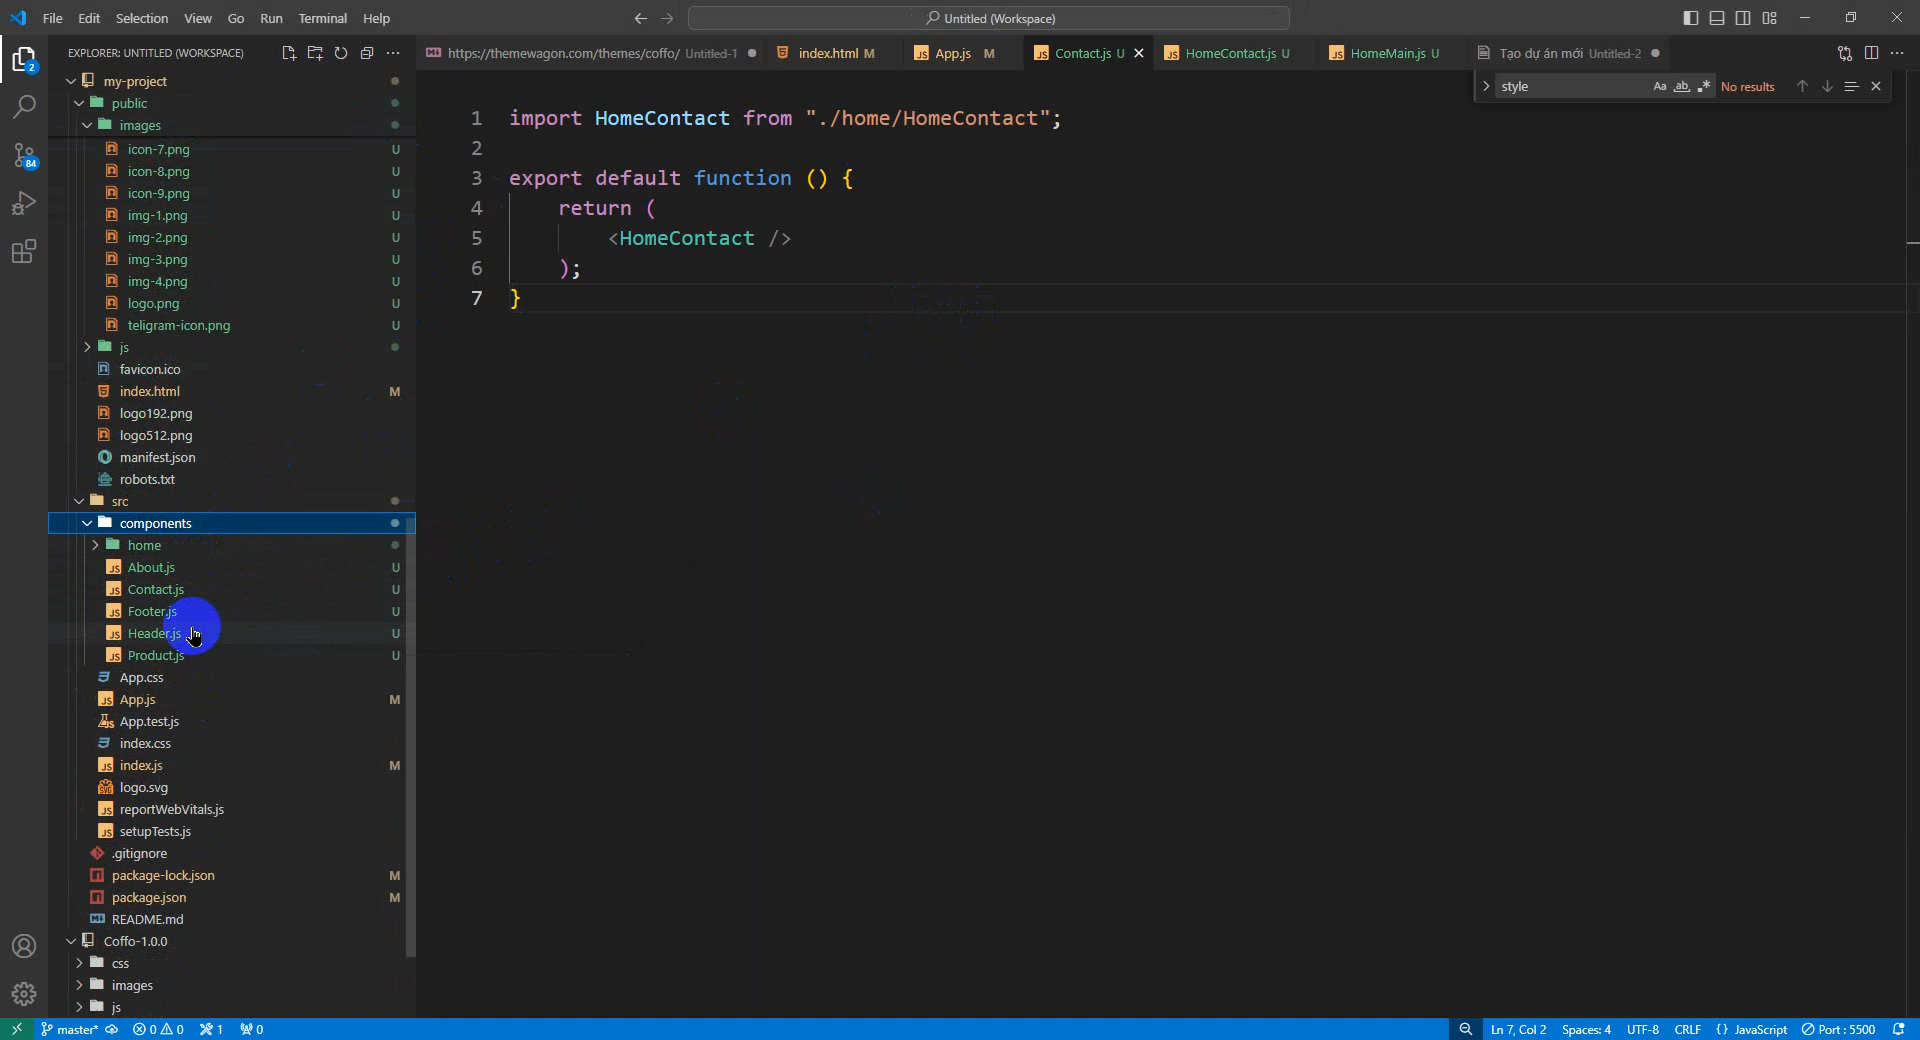 File Edit Selection View Go Run Terminal Help
Untitled (Workspace)
EXPLORER: UNTITLED (WORKSPACE)
https://themewagon.com/themes/coffo/ Untitled-1
index.html M
App.js M
Contact.js U
HomeContact.js U
HomeMain.js U
Tạo dự án mới Untitled-2
style
Aa ab .* No results
2
84
my-project
public
images
icon-7.png U
icon-8.png U
icon-9.png U
img-1.png U
img-2.png U
img-3.png U
img-4.png U
logo.png U
teligram-icon.png U
js
favicon.ico
index.html M
logo192.png
logo512.png
manifest.json
robots.txt
src
components
home
About.js U
Contact.js U
Footer.js U
Header.js U
Product.js U
App.css
App.js M
App.test.js
index.css
index.js M
logo.svg
reportWebVitals.js
setupTests.js
.gitignore
package-lock.json M
package.json M
README.md
Coffo-1.0.0
css
images
js
1 import HomeContact from "./home/HomeContact";
2
3 export default function () {
4 return (
5 <HomeContact />
6 );
7 }
master* 0 0 1 0
Ln 7, Col 2 Spaces: 4 UTF-8 CRLF {} JavaScript Port : 5500